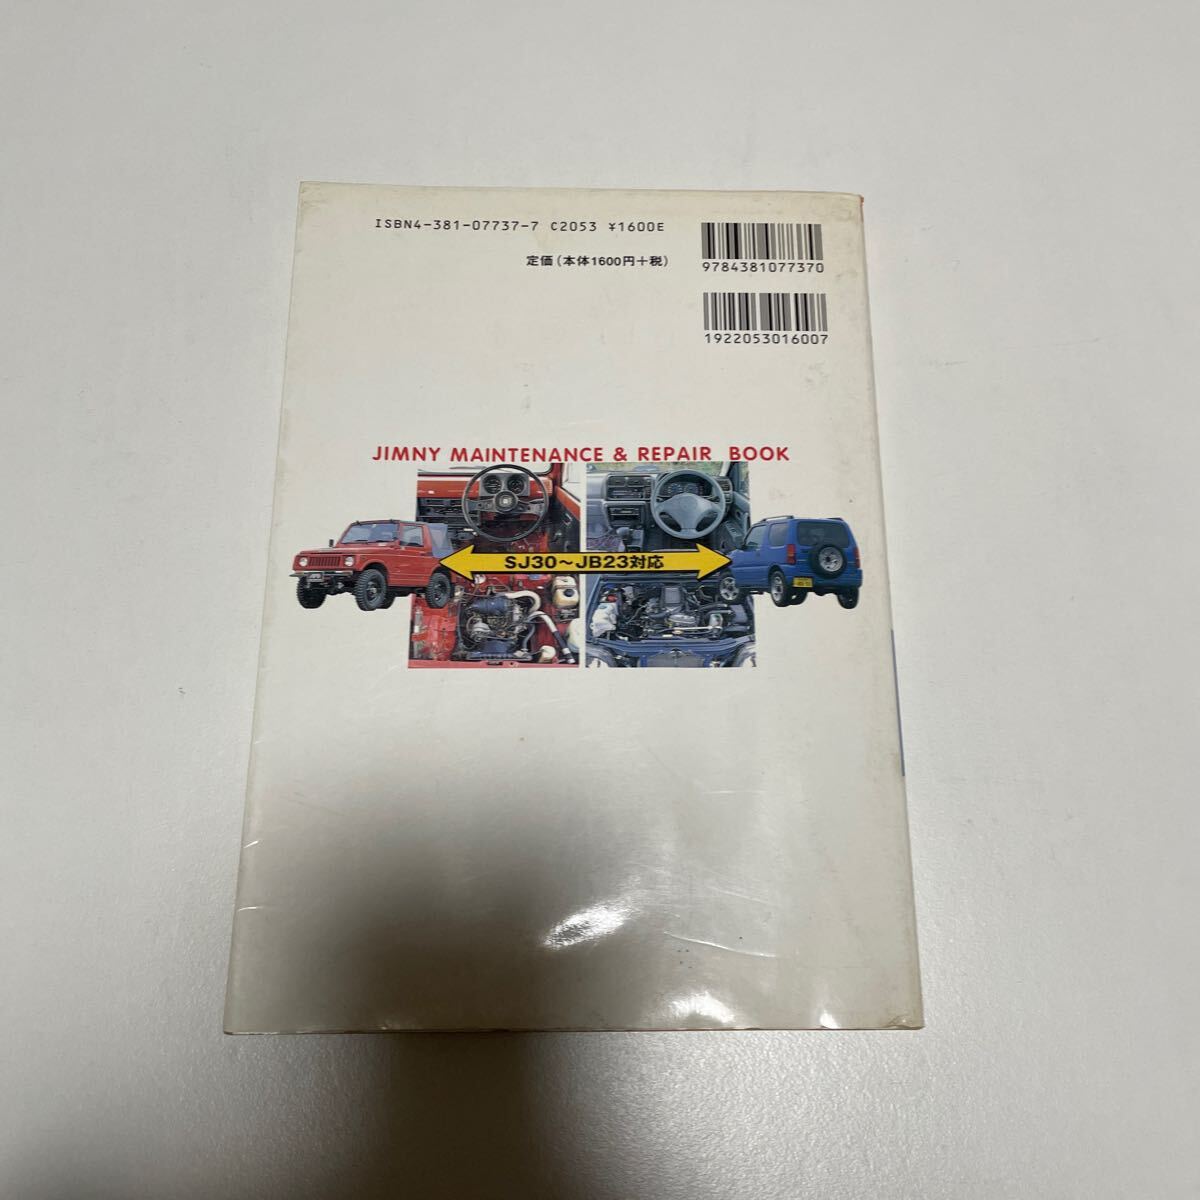 ISBN4-381-07737-7 C2053 ¥1600E
定価(本体1600円+税)
9784381077370
1922053016007
JIMNY MAINTENANCE & REPAIR BOOK
SJ30〜JB23対応